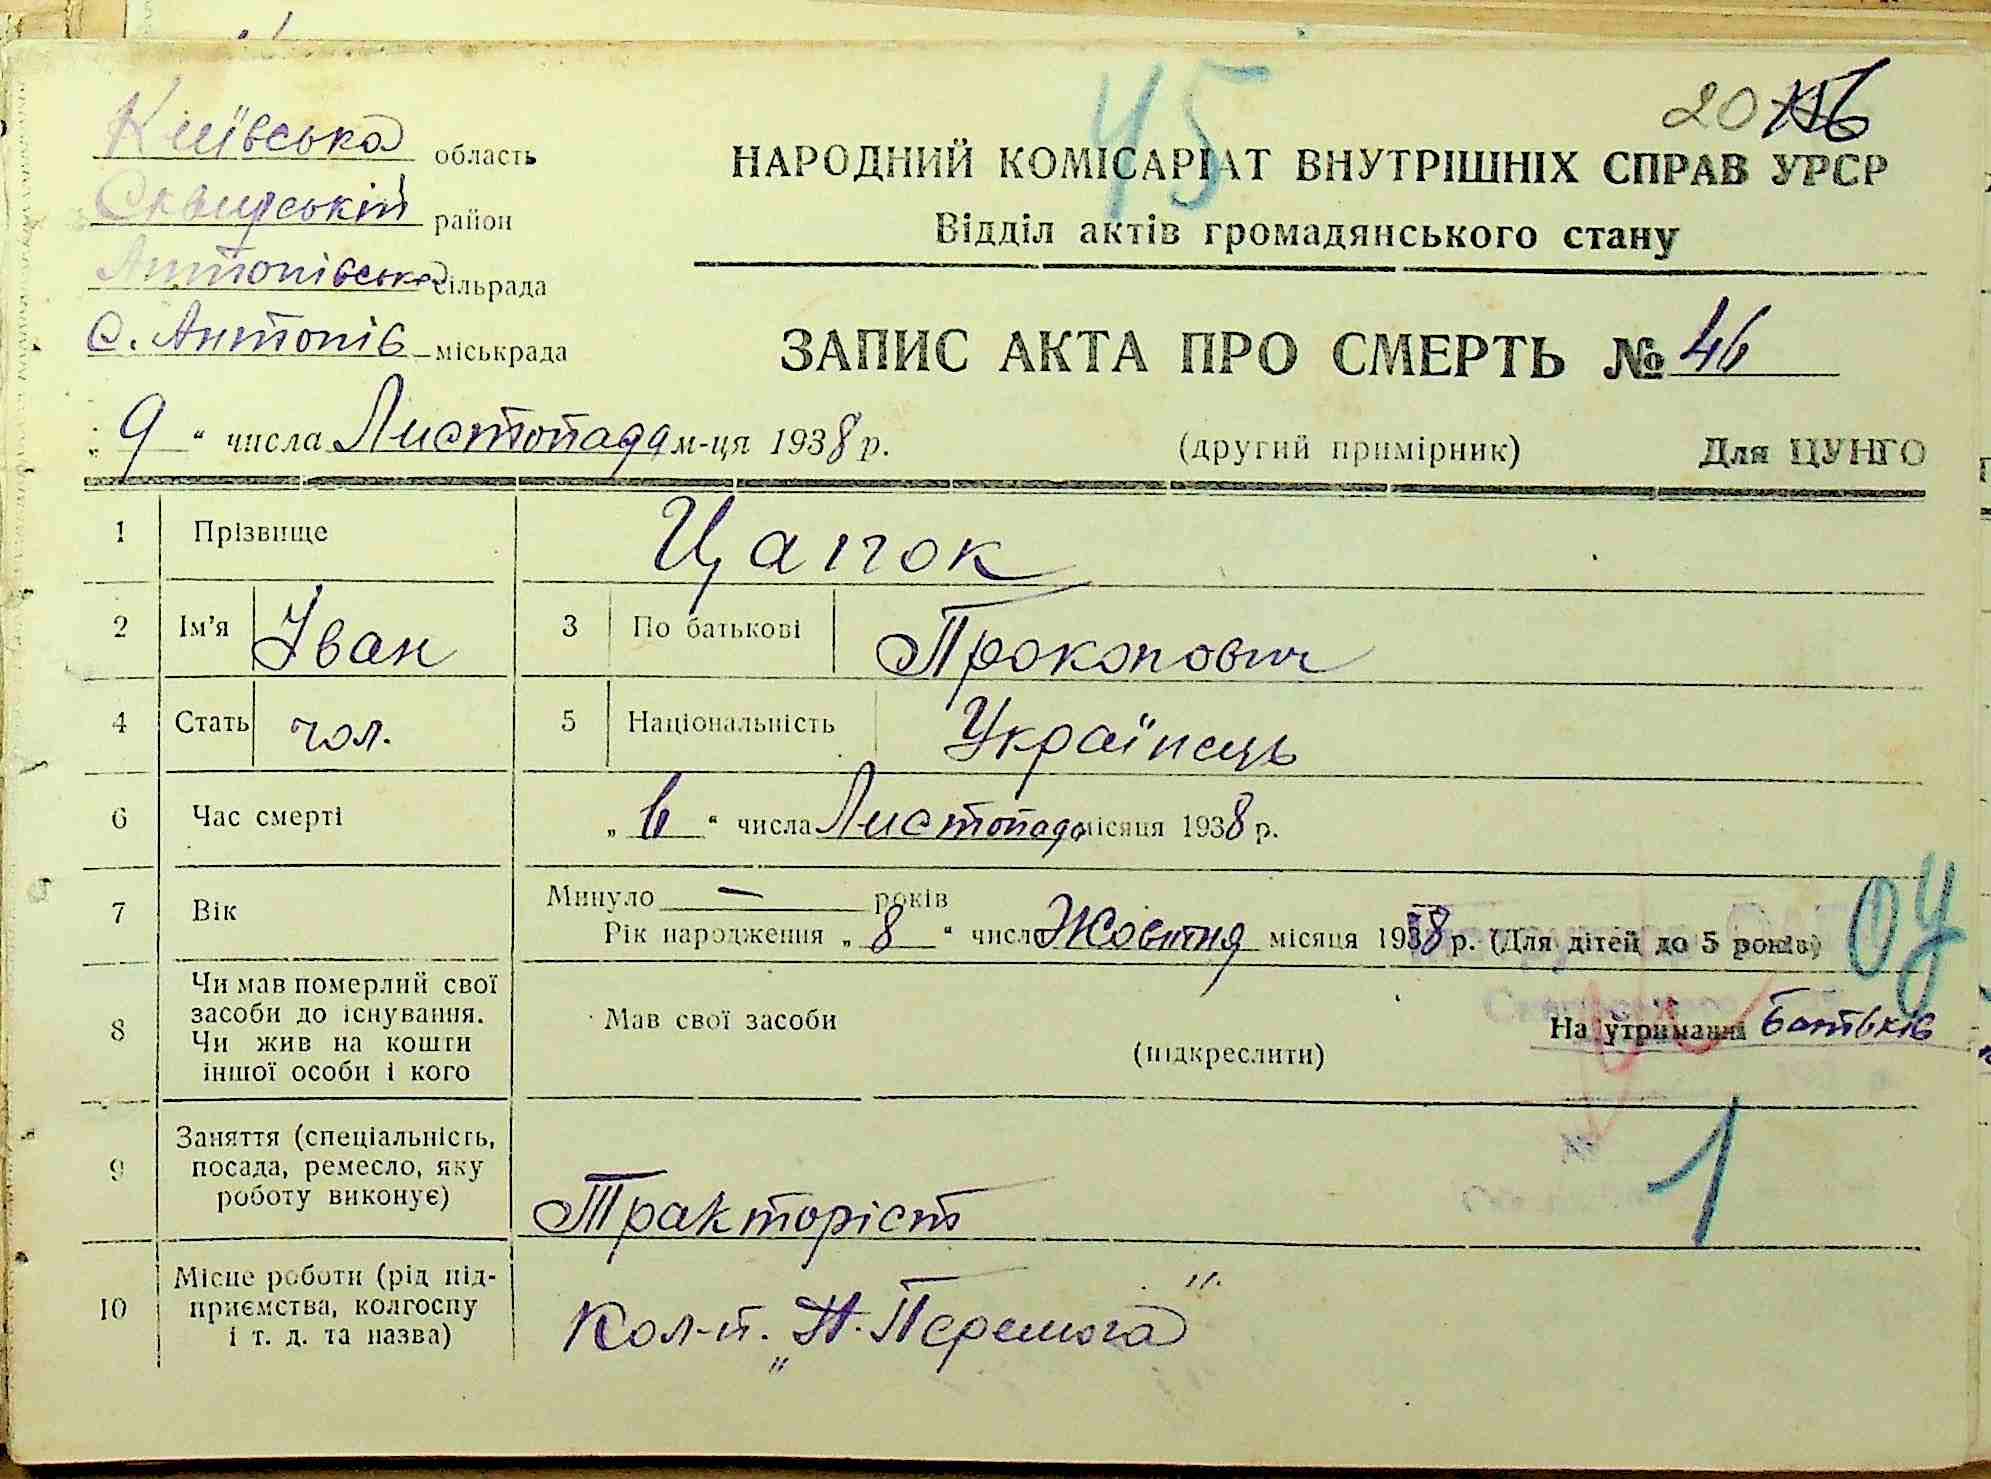 45
20
Київська область
Сквирській район
Антонівська сільрада
с. Антонів міськрада
НАРОДНИЙ КОМІСАРІАТ ВНУТРІШНІХ СПРАВ УРСР
Відділ актів громадянського стану
ЗАПИС АКТА ПРО СМЕРТЬ № 46
„ 9 “ числа Листопада м-ця 1938 р.
(другий примірник) Для ЦУНГО
1 Прізвище Цапок
2 Ім’я Іван 3 По батькові Прокопович
4 Стать чол. 5 Національність Українець
6 Час смерті „ 6 “ числа Листопада місяця 1938 р.
7 Вік Минуло — років
Рік народження „ 8 “ числа Жовтня місяця 1938 р. (Для дітей до 5 років)
ОУ
8 Чи мав померлий свої
засоби до існування.
Чи жив на кошти
іншої особи і кого
Мав свої засоби
(підкреслити)
На утриманні батьків
1
9 Заняття (спеціальність,
посада, ремесло, яку
роботу виконує)
Тракторіст
10 Місце роботи (рід під-
приємства, колгоспу
і т. д. та назва)
Кол-п. „Н. Перемога"